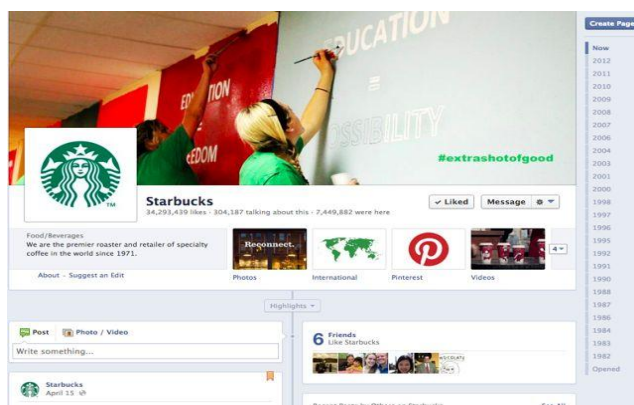 EDUCATION
=
FREEDOM
EDUCATION
=
#extrashotofgood
Create Page
TM
Starbucks
34,293,439 likes · 304,187 talking about this · 7,449,882 were here
Liked
Message
Food/Beverages
We are the premier roaster and retailer of specialty
coffee in the world since 1971.
About - Suggest an Edit
Reconnect.
Photos
International
Pinterest
Videos
4
Highlights
Post
Photo / Video
Write something...
6 Friends
Like Starbucks
Starbucks
April 15
Now
2012
2011
2010
2009
2008
2007
2006
2004
2003
2001
2000
1998
1997
1996
1995
1992
1991
1990
1988
1987
1986
1984
1983
1982
Opened